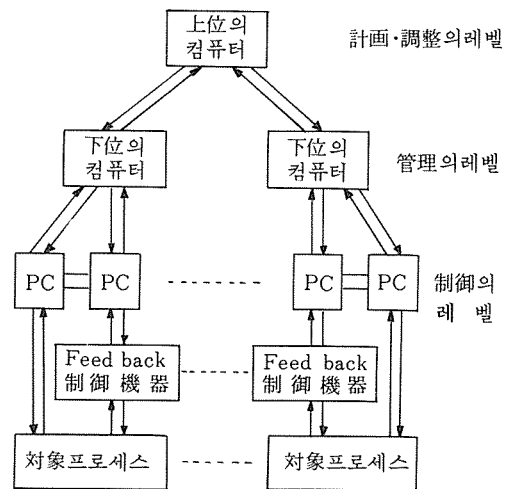 上位의
컴퓨터
計画·調整의레벨
下位의
컴퓨터
下位의
컴퓨터
管理의레벨
PC
PC
PC
PC
制御의
레 벨
Feed back
制御機器
Feed back
制御機器
対象프로세스
対象프로세스